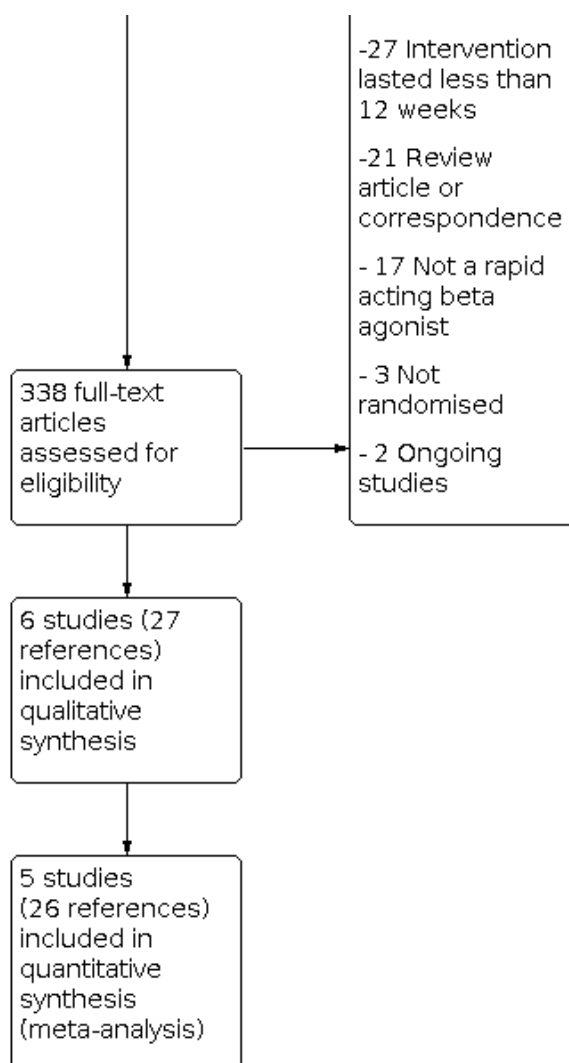 -27 Intervention
lasted less than
12 weeks
-21 Review
article or
correspondence
- 17 Not a rapid
acting beta
agonist
- 3 Not
randomised
- 2 Ongoing
studies
338 full-text
articles
assessed for
eligibility
6 studies (27
references)
included in
qualitative
synthesis
5 studies
(26 references)
included in
quantitative
synthesis
(meta-analysis)